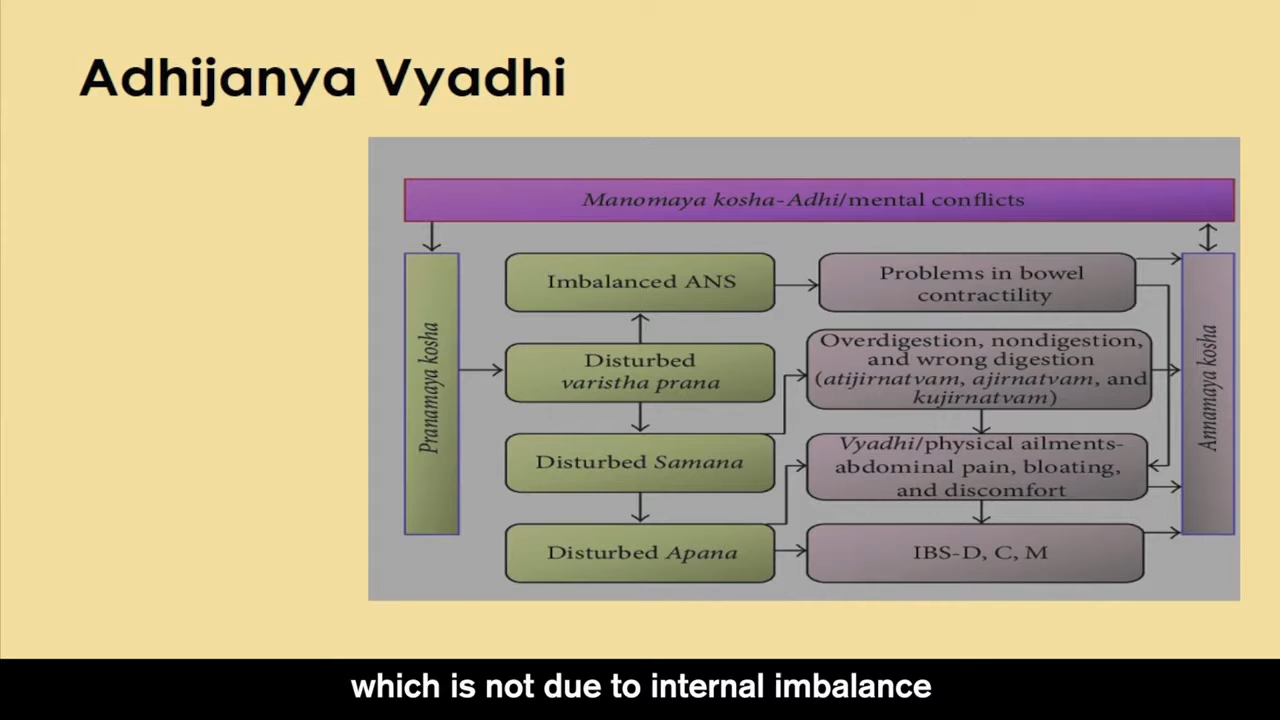 Adhijanya Vyadhi
Manomaya kosha-Adhi/mental conflicts
Pranamaya kosha
Imbalanced ANS
Problems in bowel
contractility
Disturbed
varistha prana
Overdigestion, nondigestion,
and wrong digestion
(atijirnatvam, ajirnatvam, and
kujirnatvam)
Disturbed Samana
Vyadhi/physical ailments-
abdominal pain, bloating,
and discomfort
Disturbed Apana
IBS-D, C, M
Annamaya kosha
which is not due to internal imbalance